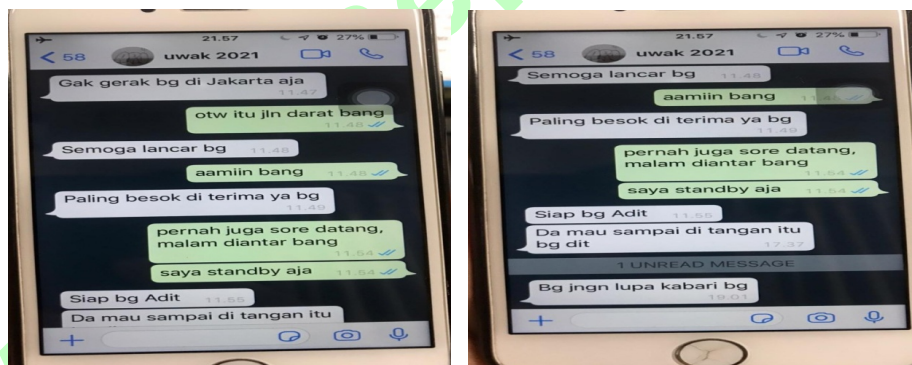 21.57
27%
58
uwak 2021
Gak gerak bg di Jakarta aja
11.47
otw itu jln darat bang
11.48
Semoga lancar bg 11.48
aamiin bang 11.48
Paling besok di terima ya bg
11.49
pernah juga sore datang,
malam diantar bang
11.54
saya standby aja 11.54
Siap bg Adit 11.55
Da mau sampai di tangan itu
21.57
27%
58
uwak 2021
Semoga lancar bg 11.48
aamiin bang 11.48
Paling besok di terima ya bg
11.49
pernah juga sore datang,
malam diantar bang
11.54
saya standby aja 11.54
Siap bg Adit 11.55
Da mau sampai di tangan itu
bg dit 17.37
1 UNREAD MESSAGE
Bg jngn lupa kabari bg
19.01